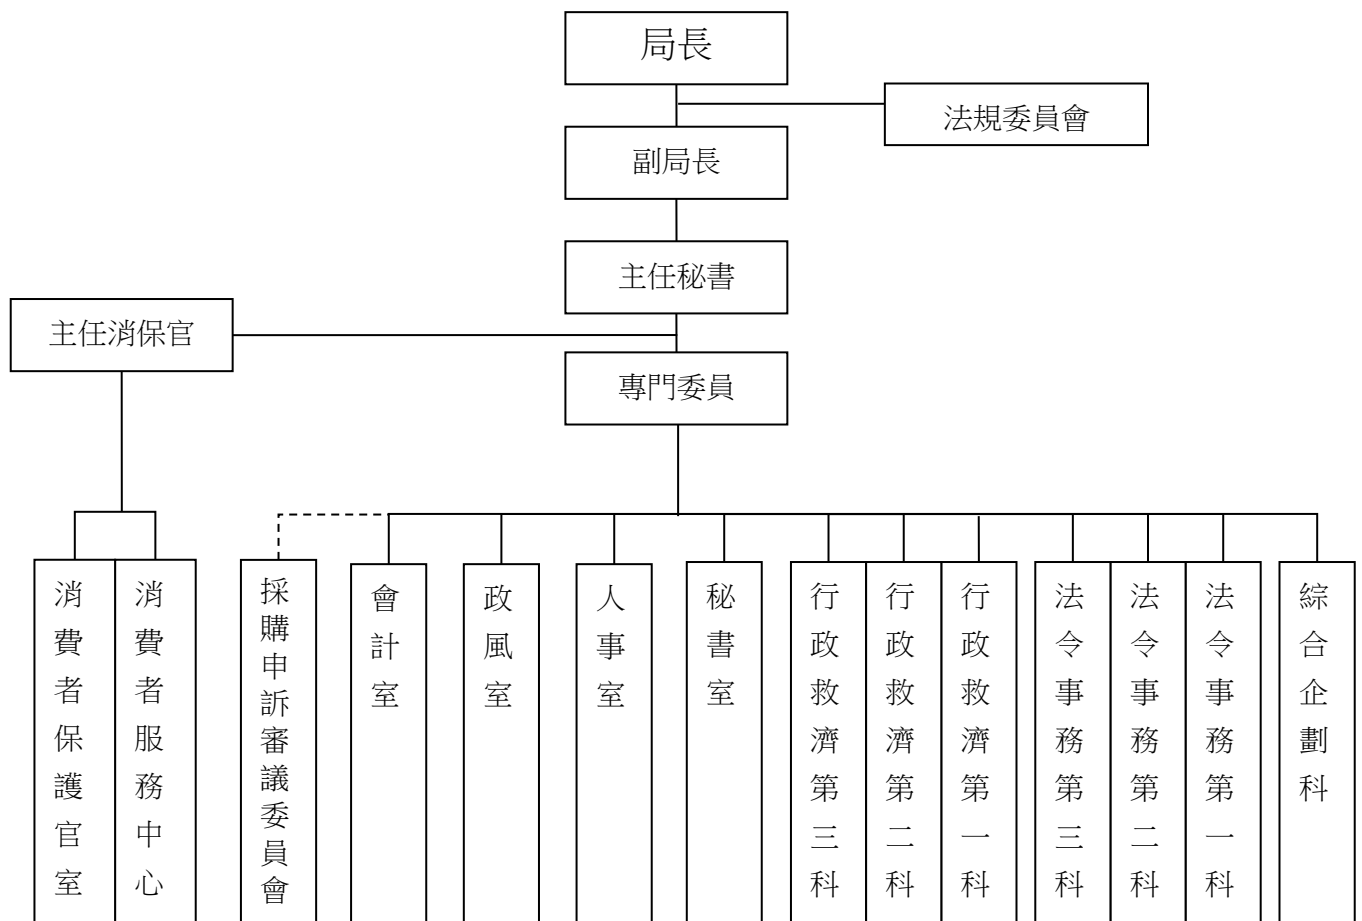 局長
法規委員會
副局長
主任秘書
主任消保官
專門委員
消費者保護官室
消費者服務中心
採購申訴審議委員會
會計室
政風室
人事室
秘書室
行政救濟第三科
行政救濟第二科
行政救濟第一科
法令事務第三科
法令事務第二科
法令事務第一科
綜合企劃科